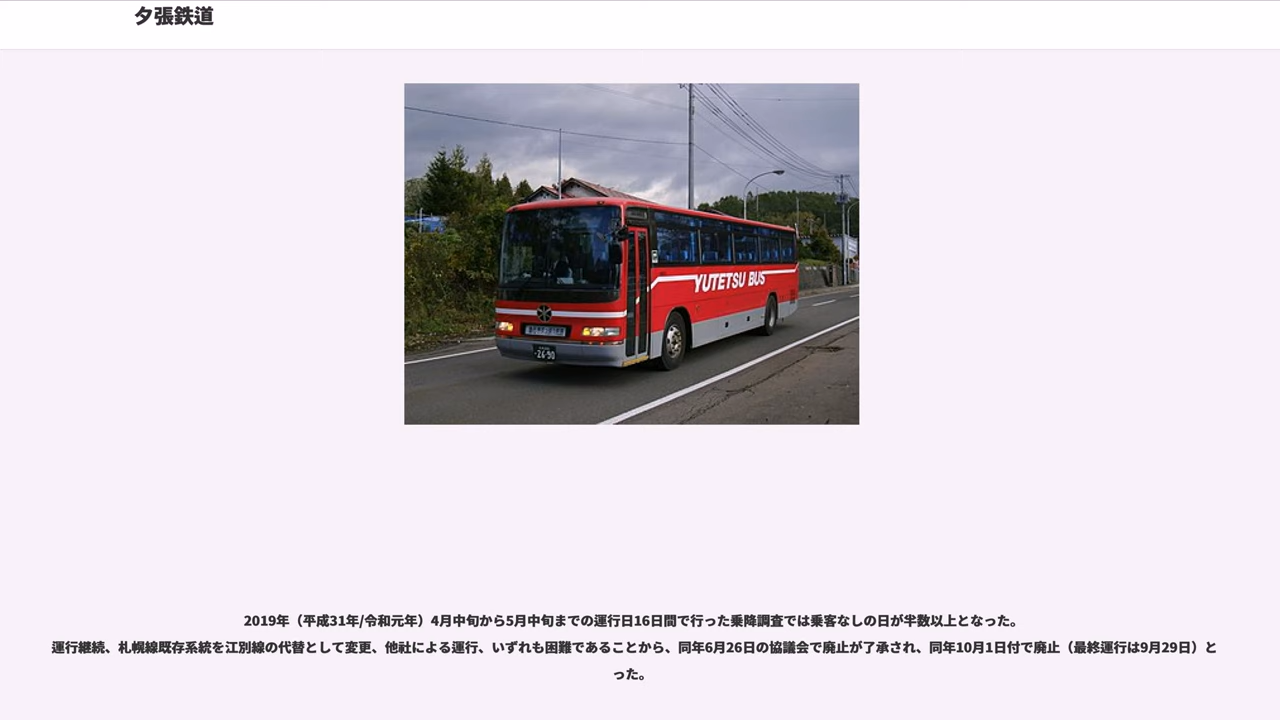 夕張鉄道
YUTETSU BUS
26-90
2019年（平成31年/令和元年）4月中旬から5月中旬までの運行日16日間で行った乗降調査では乗客なしの日が半数以上となった。
運行継続、札幌線既存系統を江別線の代替として変更、他社による運行、いずれも困難であることから、同年6月26日の協議会で廃止が了承され、同年10月1日付で廃止（最終運行は9月29日）と
った。